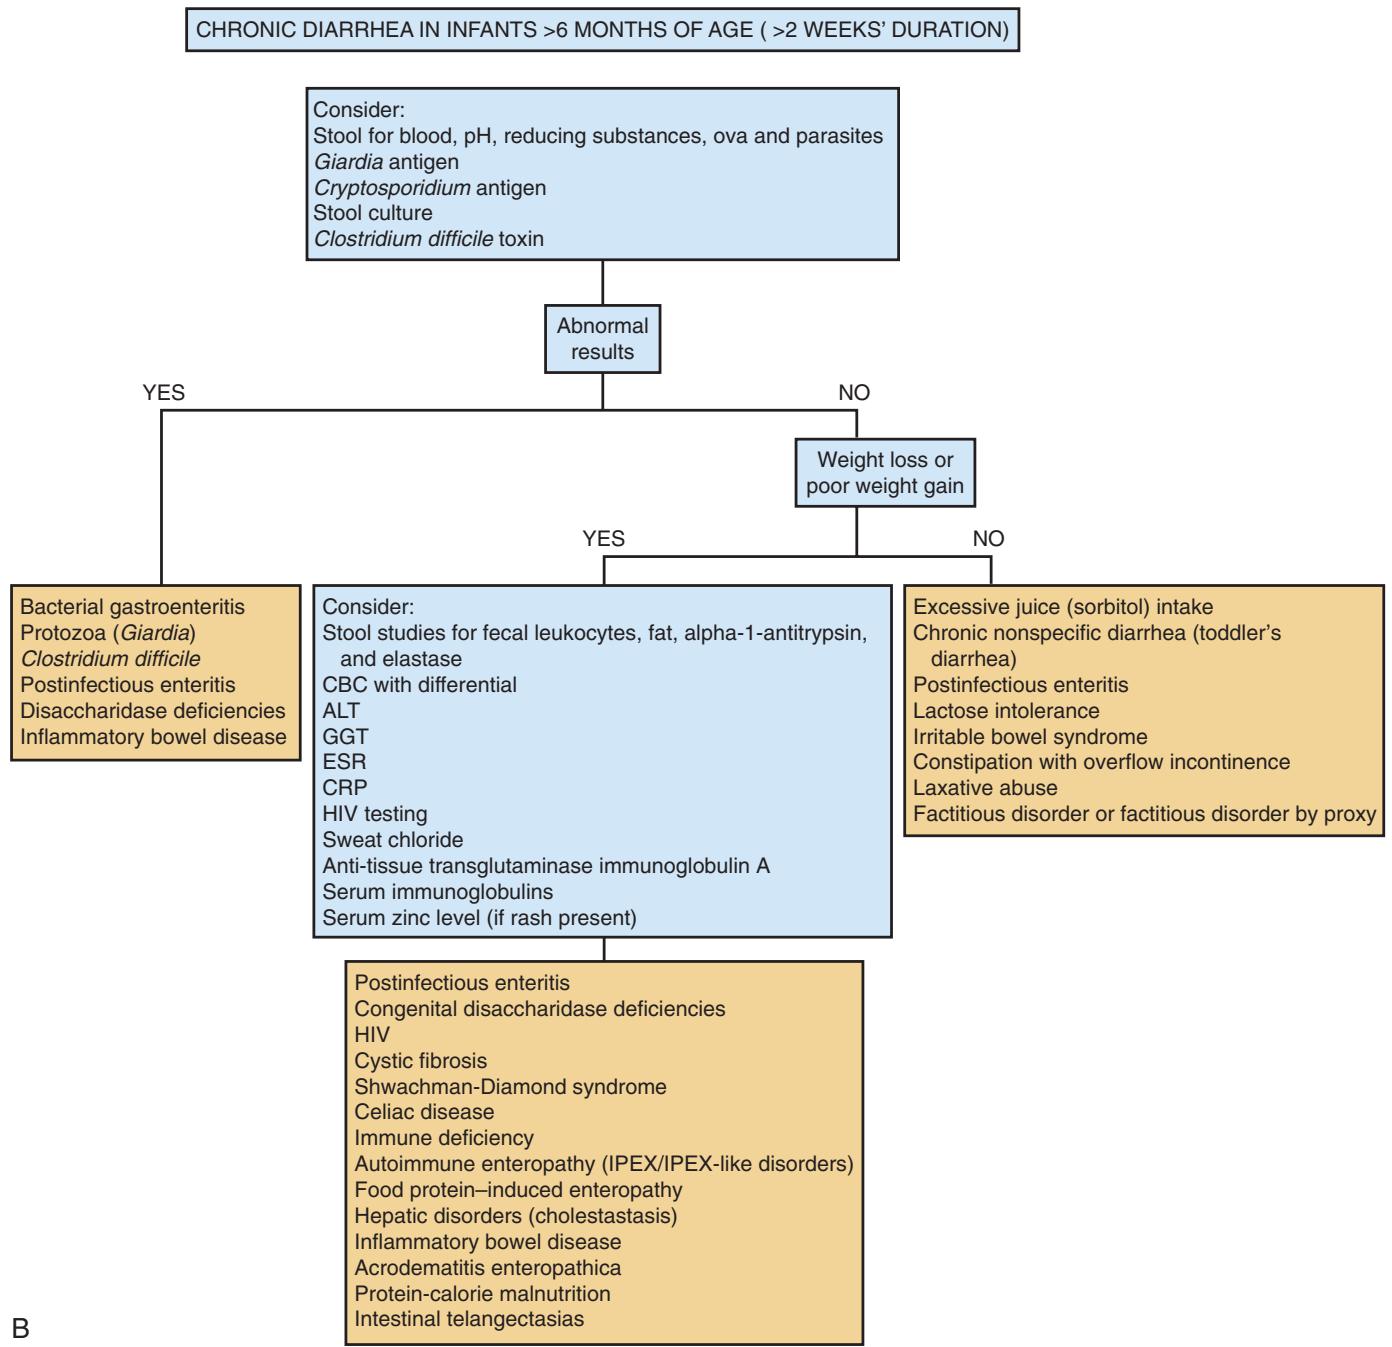 CHRONIC DIARRHEA IN INFANTS >6 MONTHS OF AGE ( >2 WEEKS’ DURATION)
Consider:
Stool for blood, pH, reducing substances, ova and parasites
Giardia antigen
Cryptosporidium antigen
Stool culture
Clostridium difficile toxin
Abnormal
results
YES
NO
Weight loss or
poor weight gain
YES
NO
Bacterial gastroenteritis
Protozoa (Giardia)
Clostridium difficile
Postinfectious enteritis
Disaccharidase deficiencies
Inflammatory bowel disease
Consider:
Stool studies for fecal leukocytes, fat, alpha-1-antitrypsin,
and elastase
CBC with differential
ALT
GGT
ESR
CRP
HIV testing
Sweat chloride
Anti-tissue transglutaminase immunoglobulin A
Serum immunoglobulins
Serum zinc level (if rash present)
Excessive juice (sorbitol) intake
Chronic nonspecific diarrhea (toddler’s
diarrhea)
Postinfectious enteritis
Lactose intolerance
Irritable bowel syndrome
Constipation with overflow incontinence
Laxative abuse
Factitious disorder or factitious disorder by proxy
Postinfectious enteritis
Congenital disaccharidase deficiencies
HIV
Cystic fibrosis
Shwachman-Diamond syndrome
Celiac disease
Immune deficiency
Autoimmune enteropathy (IPEX/IPEX-like disorders)
Food protein–induced enteropathy
Hepatic disorders (cholestastasis)
Inflammatory bowel disease
Acrodematitis enteropathica
Protein-calorie malnutrition
Intestinal telangectasias
B